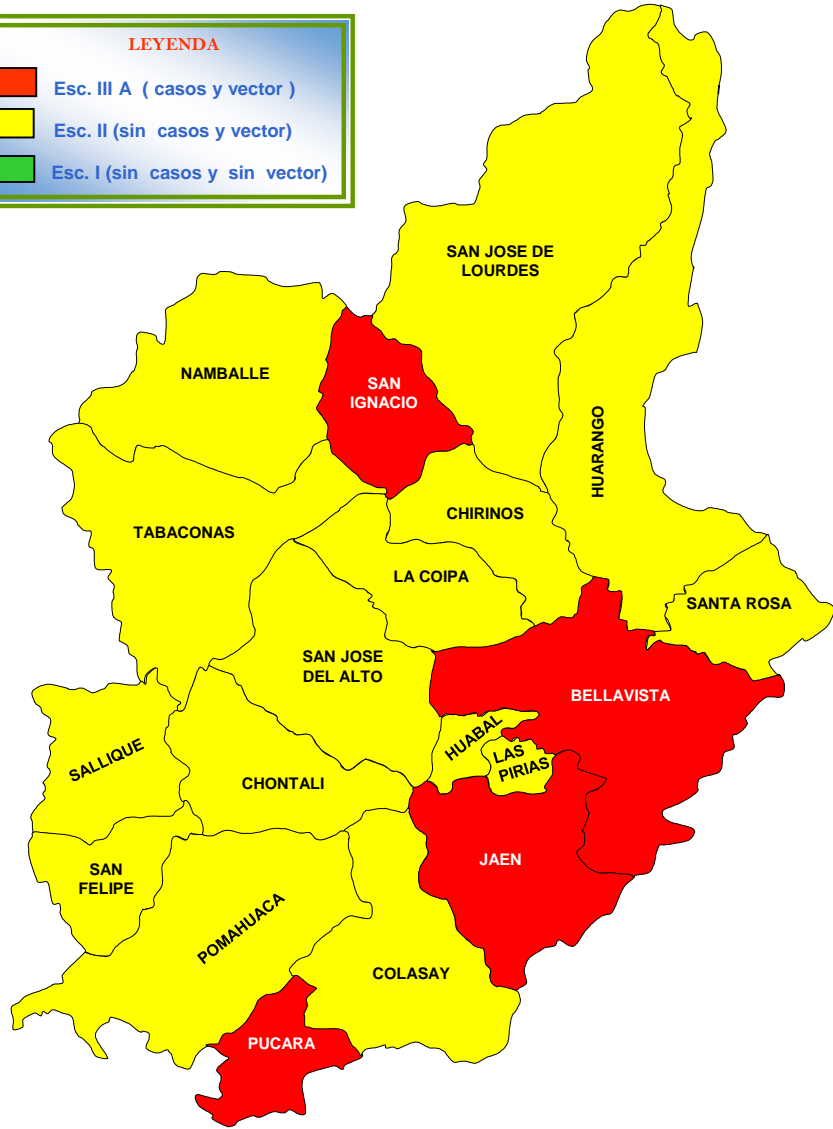 LEYENDA
Esc. III A ( casos y vector )
Esc. II (sin casos y vector)
Esc. I (sin casos y sin vector)
SAN JOSE DE
LOURDES
NAMBALLE
SAN
IGNACIO
HUARANGO
CHIRINOS
TABACONAS
LA COIPA
SANTA ROSA
SAN JOSE
DEL ALTO
BELLAVISTA
HUABAL
SALLIQUE
LAS
PIRIAS
CHONTALI
JAEN
SAN
FELIPE
POMAHUACA
COLASAY
PUCARA